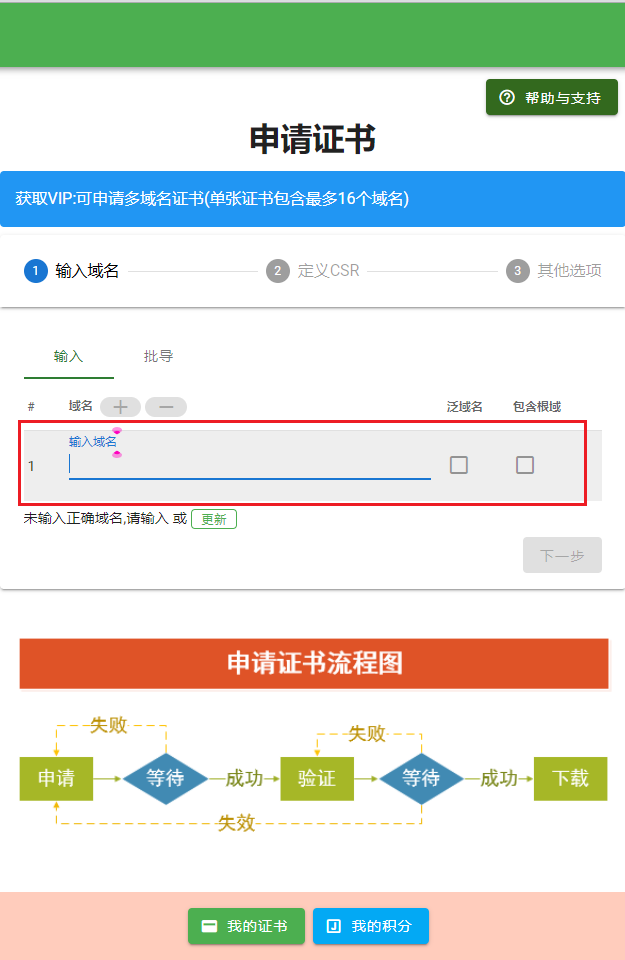 帮助与支持
申请证书
获取VIP:可申请多域名证书(单张证书包含最多16个域名)
1 输入域名 2 定义CSR 3 其他选项
输入 批导
# 域名 泛域名 包含根域
输入域名
1
未输入正确域名,请输入 或 更新
下一步
申请证书流程图
失败 失败
申请 等待 成功 验证 等待 成功 下载
失效
我的证书 我的积分